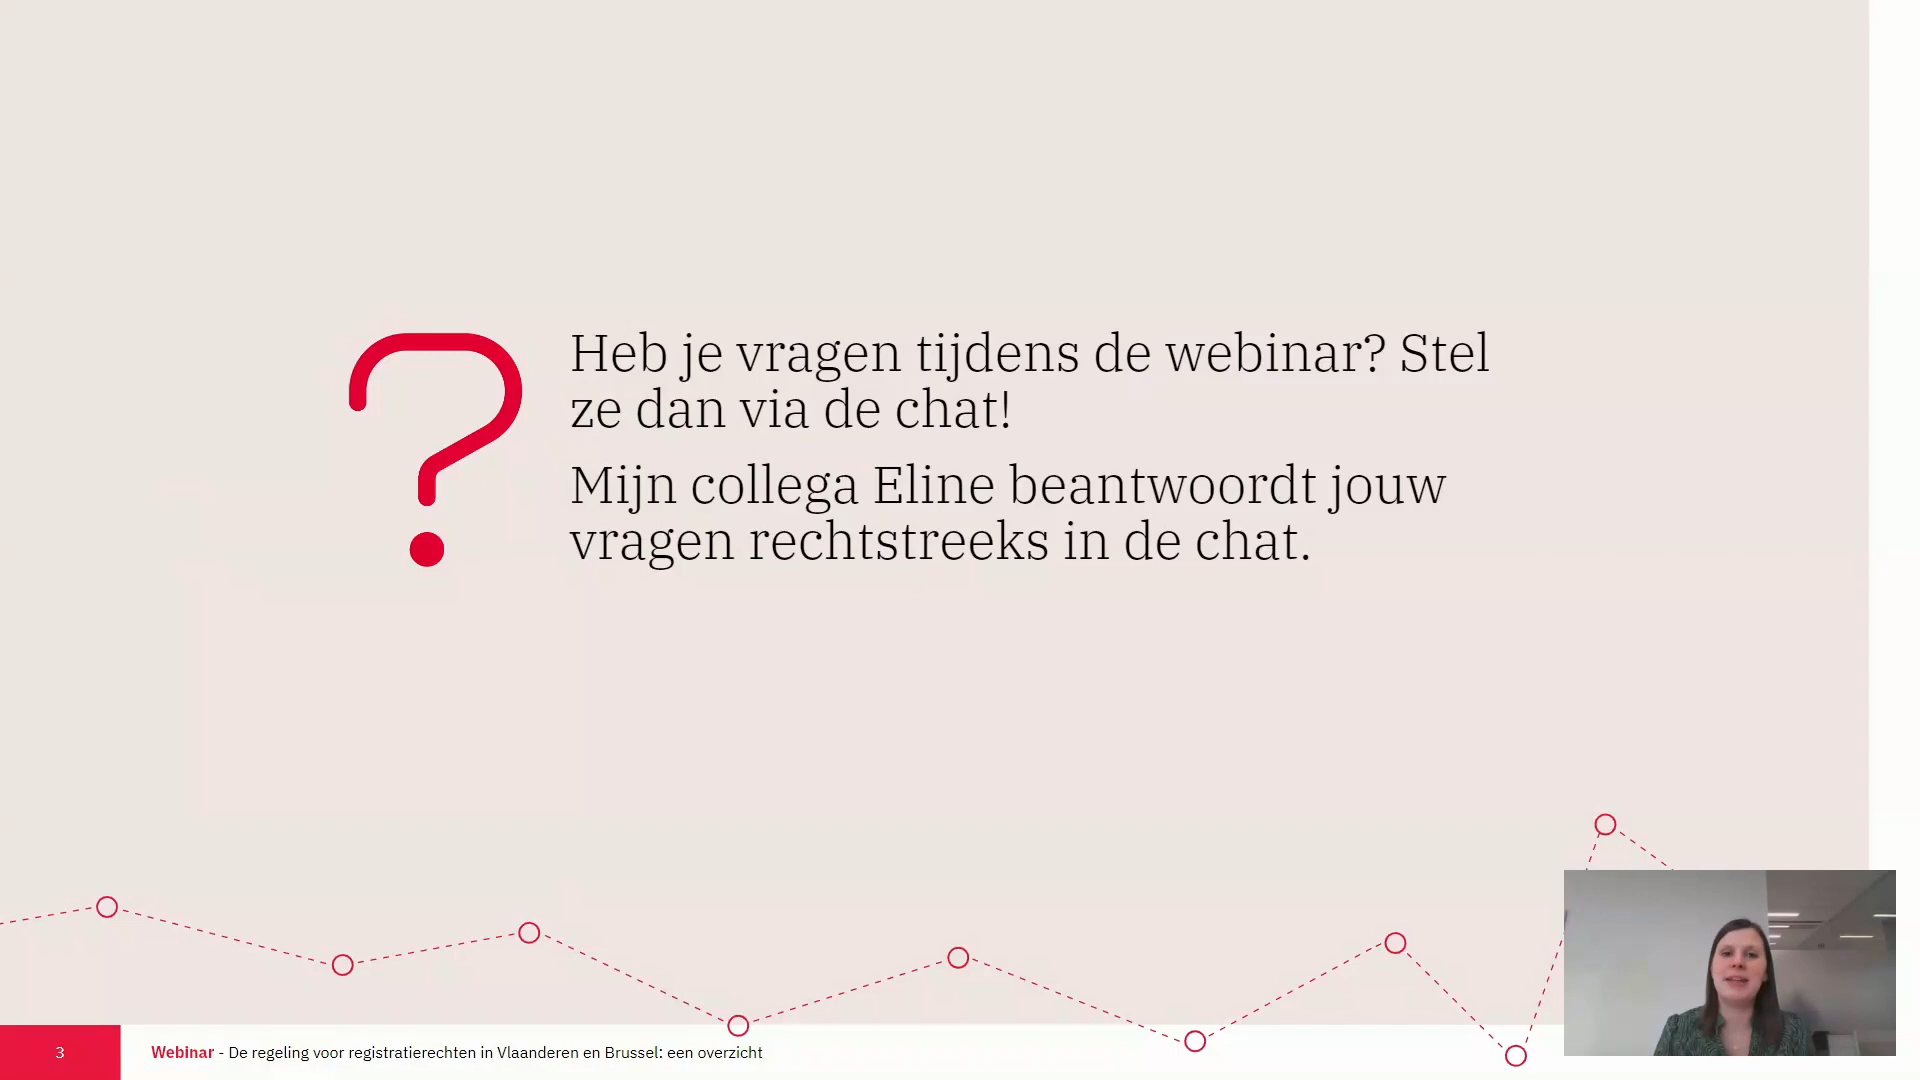 Heb je vragen tijdens de webinar? Stel
ze dan via de chat!
Mijn collega Eline beantwoordt jouw
vragen rechtstreeks in de chat.
3
Webinar - De regeling voor registratierechten in Vlaanderen en Brussel: een overzicht